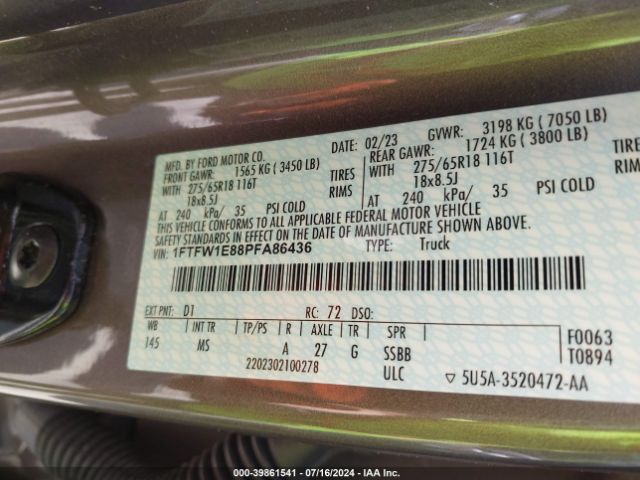 MFD. BY FORD MOTOR CO.
DATE: 02/23 GVWR: 3198 KG ( 7050 LB)
FRONT GAWR: 1565 KG ( 3450 LB) REAR GAWR: 1724 KG ( 3800 LB)
WITH 275/65R18 116T TIRES WITH 275/65R18 116T TIRES
18x8.5J RIMS 18x8.5J RIMS
AT 240 kPa/ 35 PSI COLD AT 240 kPa/ 35 PSI COLD
THIS VEHICLE CONFORMS TO ALL APPLICABLE FEDERAL MOTOR VEHICLE
SAFETY STANDARDS IN EFFECT ON THE DATE OF MANUFACTURE SHOWN ABOVE.
VIN: 1FTFW1E88PFA86436 TYPE: Truck
EXT PNT: D1 RC: 72 DSO:
WB INT TR TP/PS R AXLE TR SPR
145 MS A 27 G SSBB
F0063
T0894
2202302100278 ULC ▽ 5U5A-3520472-AA
000-39861541 | 07/16/2024 | IAA Inc.